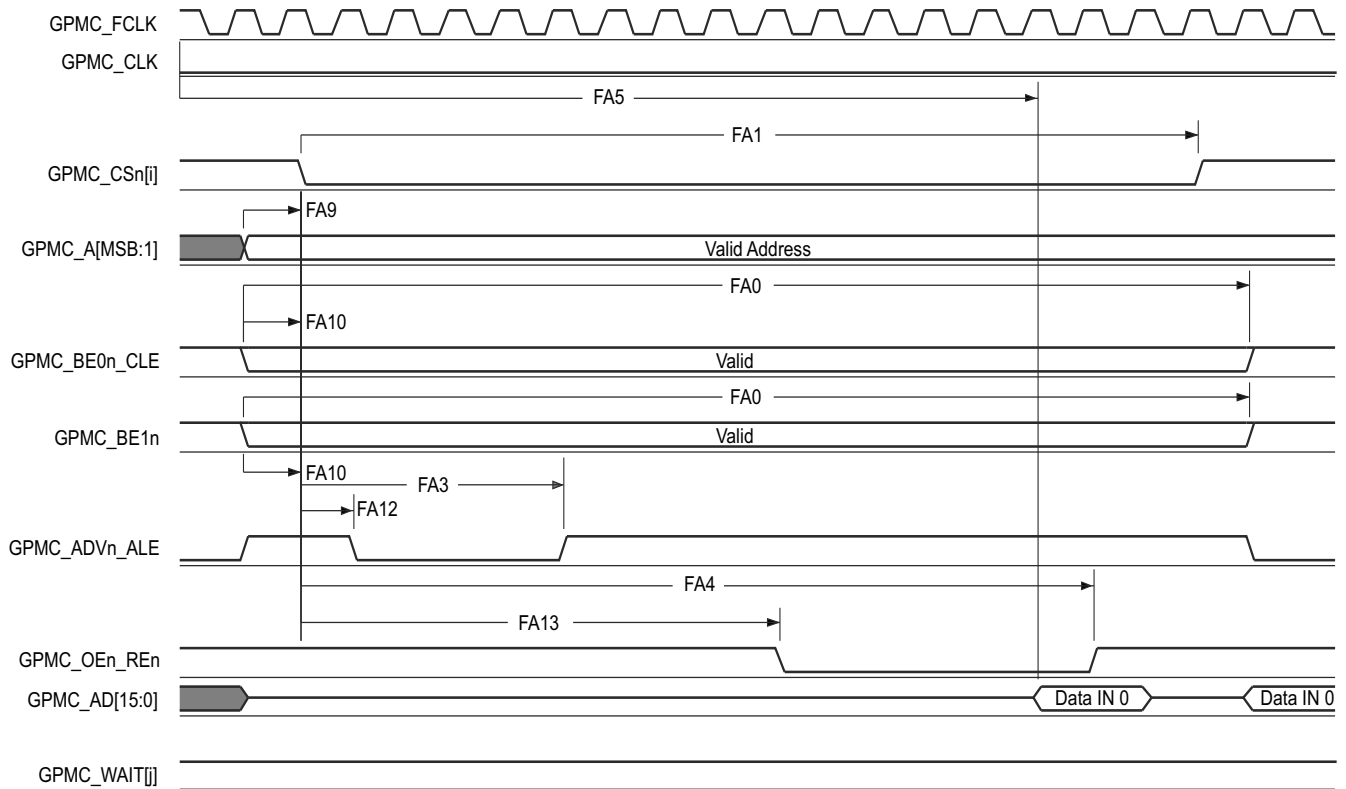 GPMC_FCLK
GPMC_CLK
FA5
FA1
GPMC_CSn[i]
FA9
GPMC_A[MSB:1]
Valid Address
FA0
FA10
GPMC_BE0n_CLE
Valid
FA0
GPMC_BE1n
Valid
FA10
FA3
FA12
GPMC_ADVn_ALE
FA4
FA13
GPMC_OEn_REn
GPMC_AD[15:0]
Data IN 0
Data IN 0
GPMC_WAIT[j]